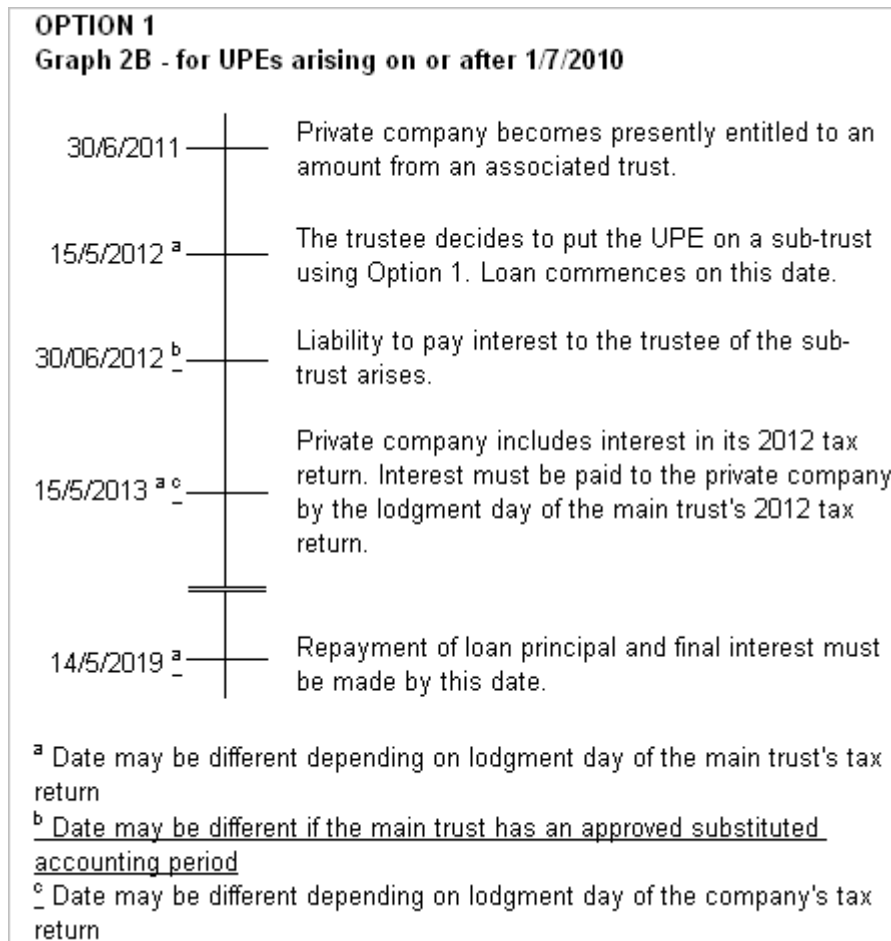 OPTION 1
Graph 2B - for UPEs arising on or after 1/7/2010
30/6/2011
Private company becomes presently entitled to an
amount from an associated trust.
15/5/2012 a
The trustee decides to put the UPE on a sub-trust
using Option 1. Loan commences on this date.
30/06/2012 b
Liability to pay interest to the trustee of the sub-
trust arises.
15/5/2013 a c
Private company includes interest in its 2012 tax
return. Interest must be paid to the private company
by the lodgment day of the main trust's 2012 tax
return.
14/5/2019 a
Repayment of loan principal and final interest must
be made by this date.
a Date may be different depending on lodgment day of the main trust's tax
return
b Date may be different if the main trust has an approved substituted
accounting period
c Date may be different depending on lodgment day of the company's tax
return